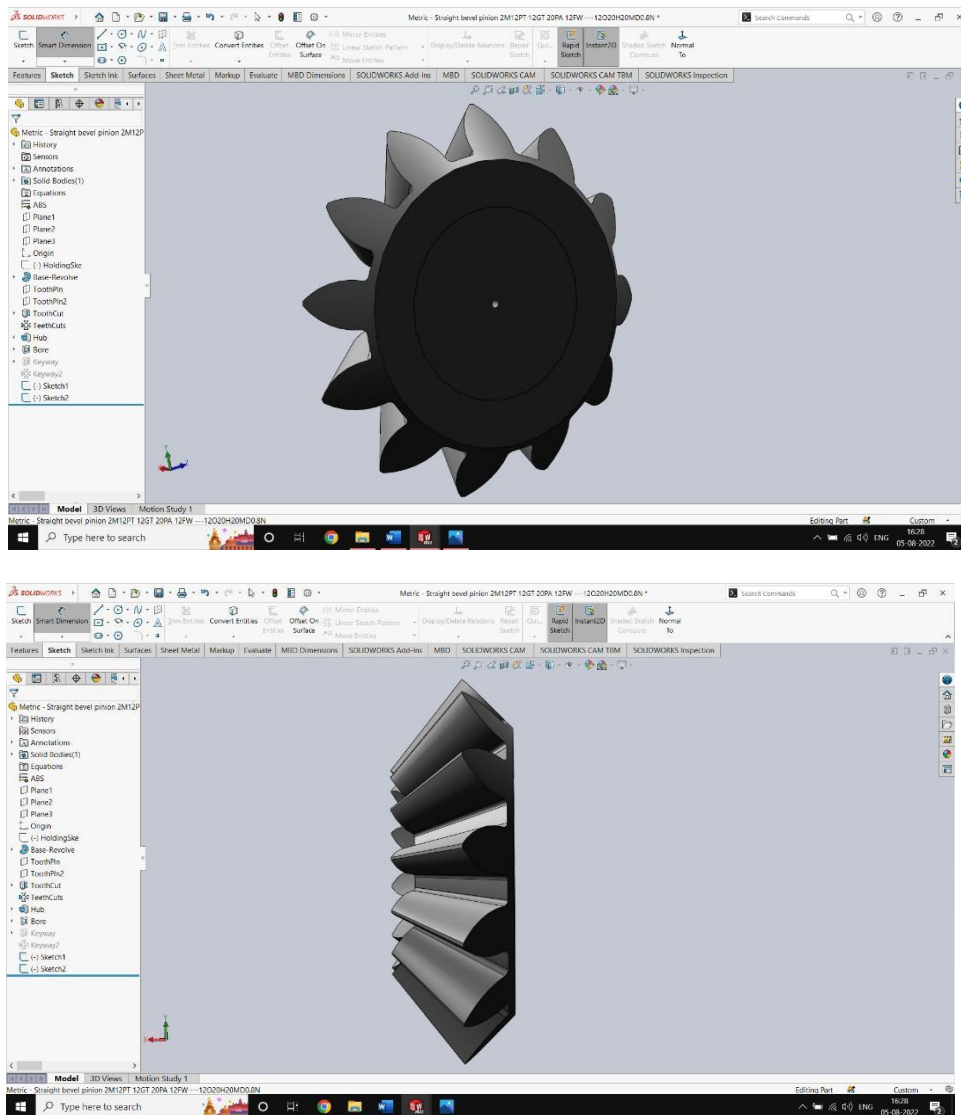 SOLIDWORKS
Metric - Straight bevel pinion 2M12PT 12GT 20PA 12FW ---12O20H20MD0.8N *
Search Commands
Sketch Smart Dimension Trim Entities Convert Entities Offset Entities Offset On Surface Mirror Entities Linear Sketch Pattern Move Entities Display/Delete Relations Repair Sketch Qui... Rapid Sketch Instant2D Shaded Sketch Contours Normal To
Features Sketch Sketch Ink Surfaces Sheet Metal Markup Evaluate MBD Dimensions SOLIDWORKS Add-Ins MBD SOLIDWORKS CAM SOLIDWORKS CAM TBM SOLIDWORKS Inspection
Metric - Straight bevel pinion 2M12P
History
Sensors
Annotations
Solid Bodies(1)
Equations
ABS
Plane1
Plane2
Plane3
Origin
(-) HoldingSke
Base-Revolve
ToothPln
ToothPln2
ToothCut
TeethCuts
Hub
Bore
Keyway
Keyway2
(-) Sketch1
(-) Sketch2
Model 3D Views Motion Study 1
Metric - Straight bevel pinion 2M12PT 12GT 20PA 12FW ---12O20H20MD0.8N
Editing Part Custom
Type here to search
ENG
16:28
05-08-2022
SOLIDWORKS
Metric - Straight bevel pinion 2M12PT 12GT 20PA 12FW ---12O20H20MD0.8N *
Search Commands
Sketch Smart Dimension Trim Entities Convert Entities Offset Entities Offset On Surface Mirror Entities Linear Sketch Pattern Move Entities Display/Delete Relations Repair Sketch Qui... Rapid Sketch Instant2D Shaded Sketch Contours Normal To
Features Sketch Sketch Ink Surfaces Sheet Metal Markup Evaluate MBD Dimensions SOLIDWORKS Add-Ins MBD SOLIDWORKS CAM SOLIDWORKS CAM TBM SOLIDWORKS Inspection
Metric - Straight bevel pinion 2M12P
History
Sensors
Annotations
Solid Bodies(1)
Equations
ABS
Plane1
Plane2
Plane3
Origin
(-) HoldingSke
Base-Revolve
ToothPln
ToothPln2
ToothCut
TeethCuts
Hub
Bore
Keyway
Keyway2
(-) Sketch1
(-) Sketch2
Model 3D Views Motion Study 1
Metric - Straight bevel pinion 2M12PT 12GT 20PA 12FW ---12O20H20MD0.8N
Editing Part Custom
Type here to search
ENG
16:28
05-08-2022